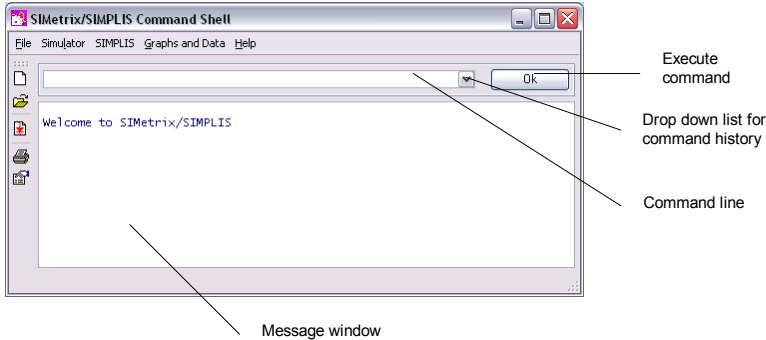 SIMetrix/SIMPLIS Command Shell
File Simulator SIMPLIS Graphs and Data Help
Ok
Welcome to SIMetrix/SIMPLIS
Execute
command
Drop down list for
command history
Command line
Message window